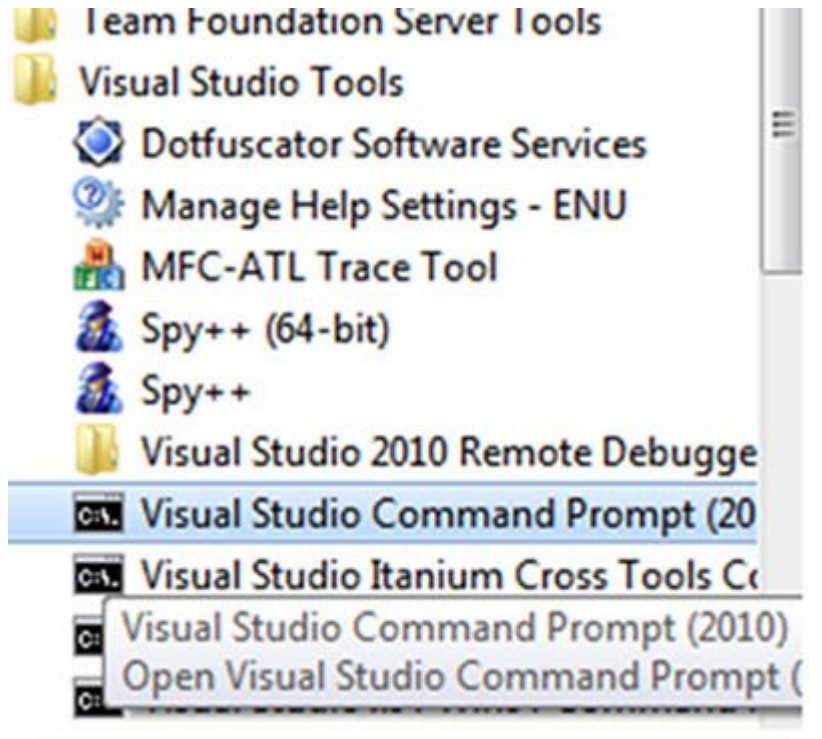 Team Foundation Server Tools
Visual Studio Tools
Dotfuscator Software Services
Manage Help Settings - ENU
MFC-ATL Trace Tool
Spy++ (64-bit)
Spy++
Visual Studio 2010 Remote Debugge
Visual Studio Command Prompt (20
Visual Studio Itanium Cross Tools Co
Visual Studio Command Prompt (2010)
Open Visual Studio Command Prompt (